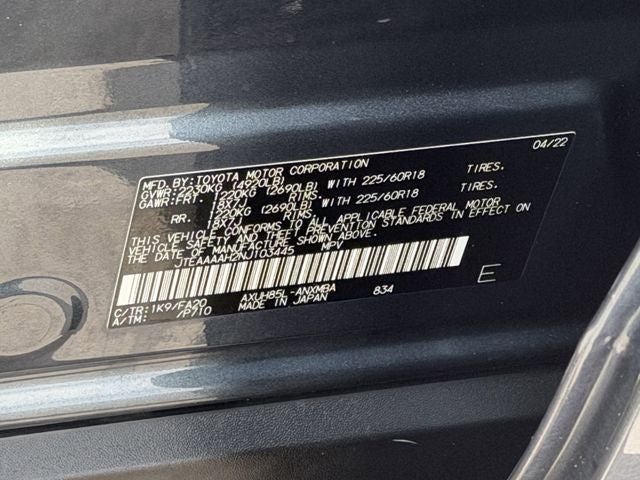 MFD.BY:TOYOTA MOTOR CORPORATION 04/22
GVWR:2230KG (4920LB)
GAWR:FRT. 1220KG (2690LB) WITH 225/60R18 TIRES.
18X7J RIMS.
RR. 1220KG (2690LB) WITH 225/60R18 TIRES.
18X7J RIMS.
THIS VEHICLE CONFORMS TO ALL APPLICABLE FEDERAL MOTOR
VEHICLE SAFETY AND BUMPER STANDARDS IN EFFECT ON
THE DATE OF MANUFACTURE SHOWN ABOVE.
JTEAAAAH2NJ103445 MPV
C/TR:1K9/FA20 AXUH85L-ANXMBA 834 E
A/TM: /P710 MADE IN JAPAN